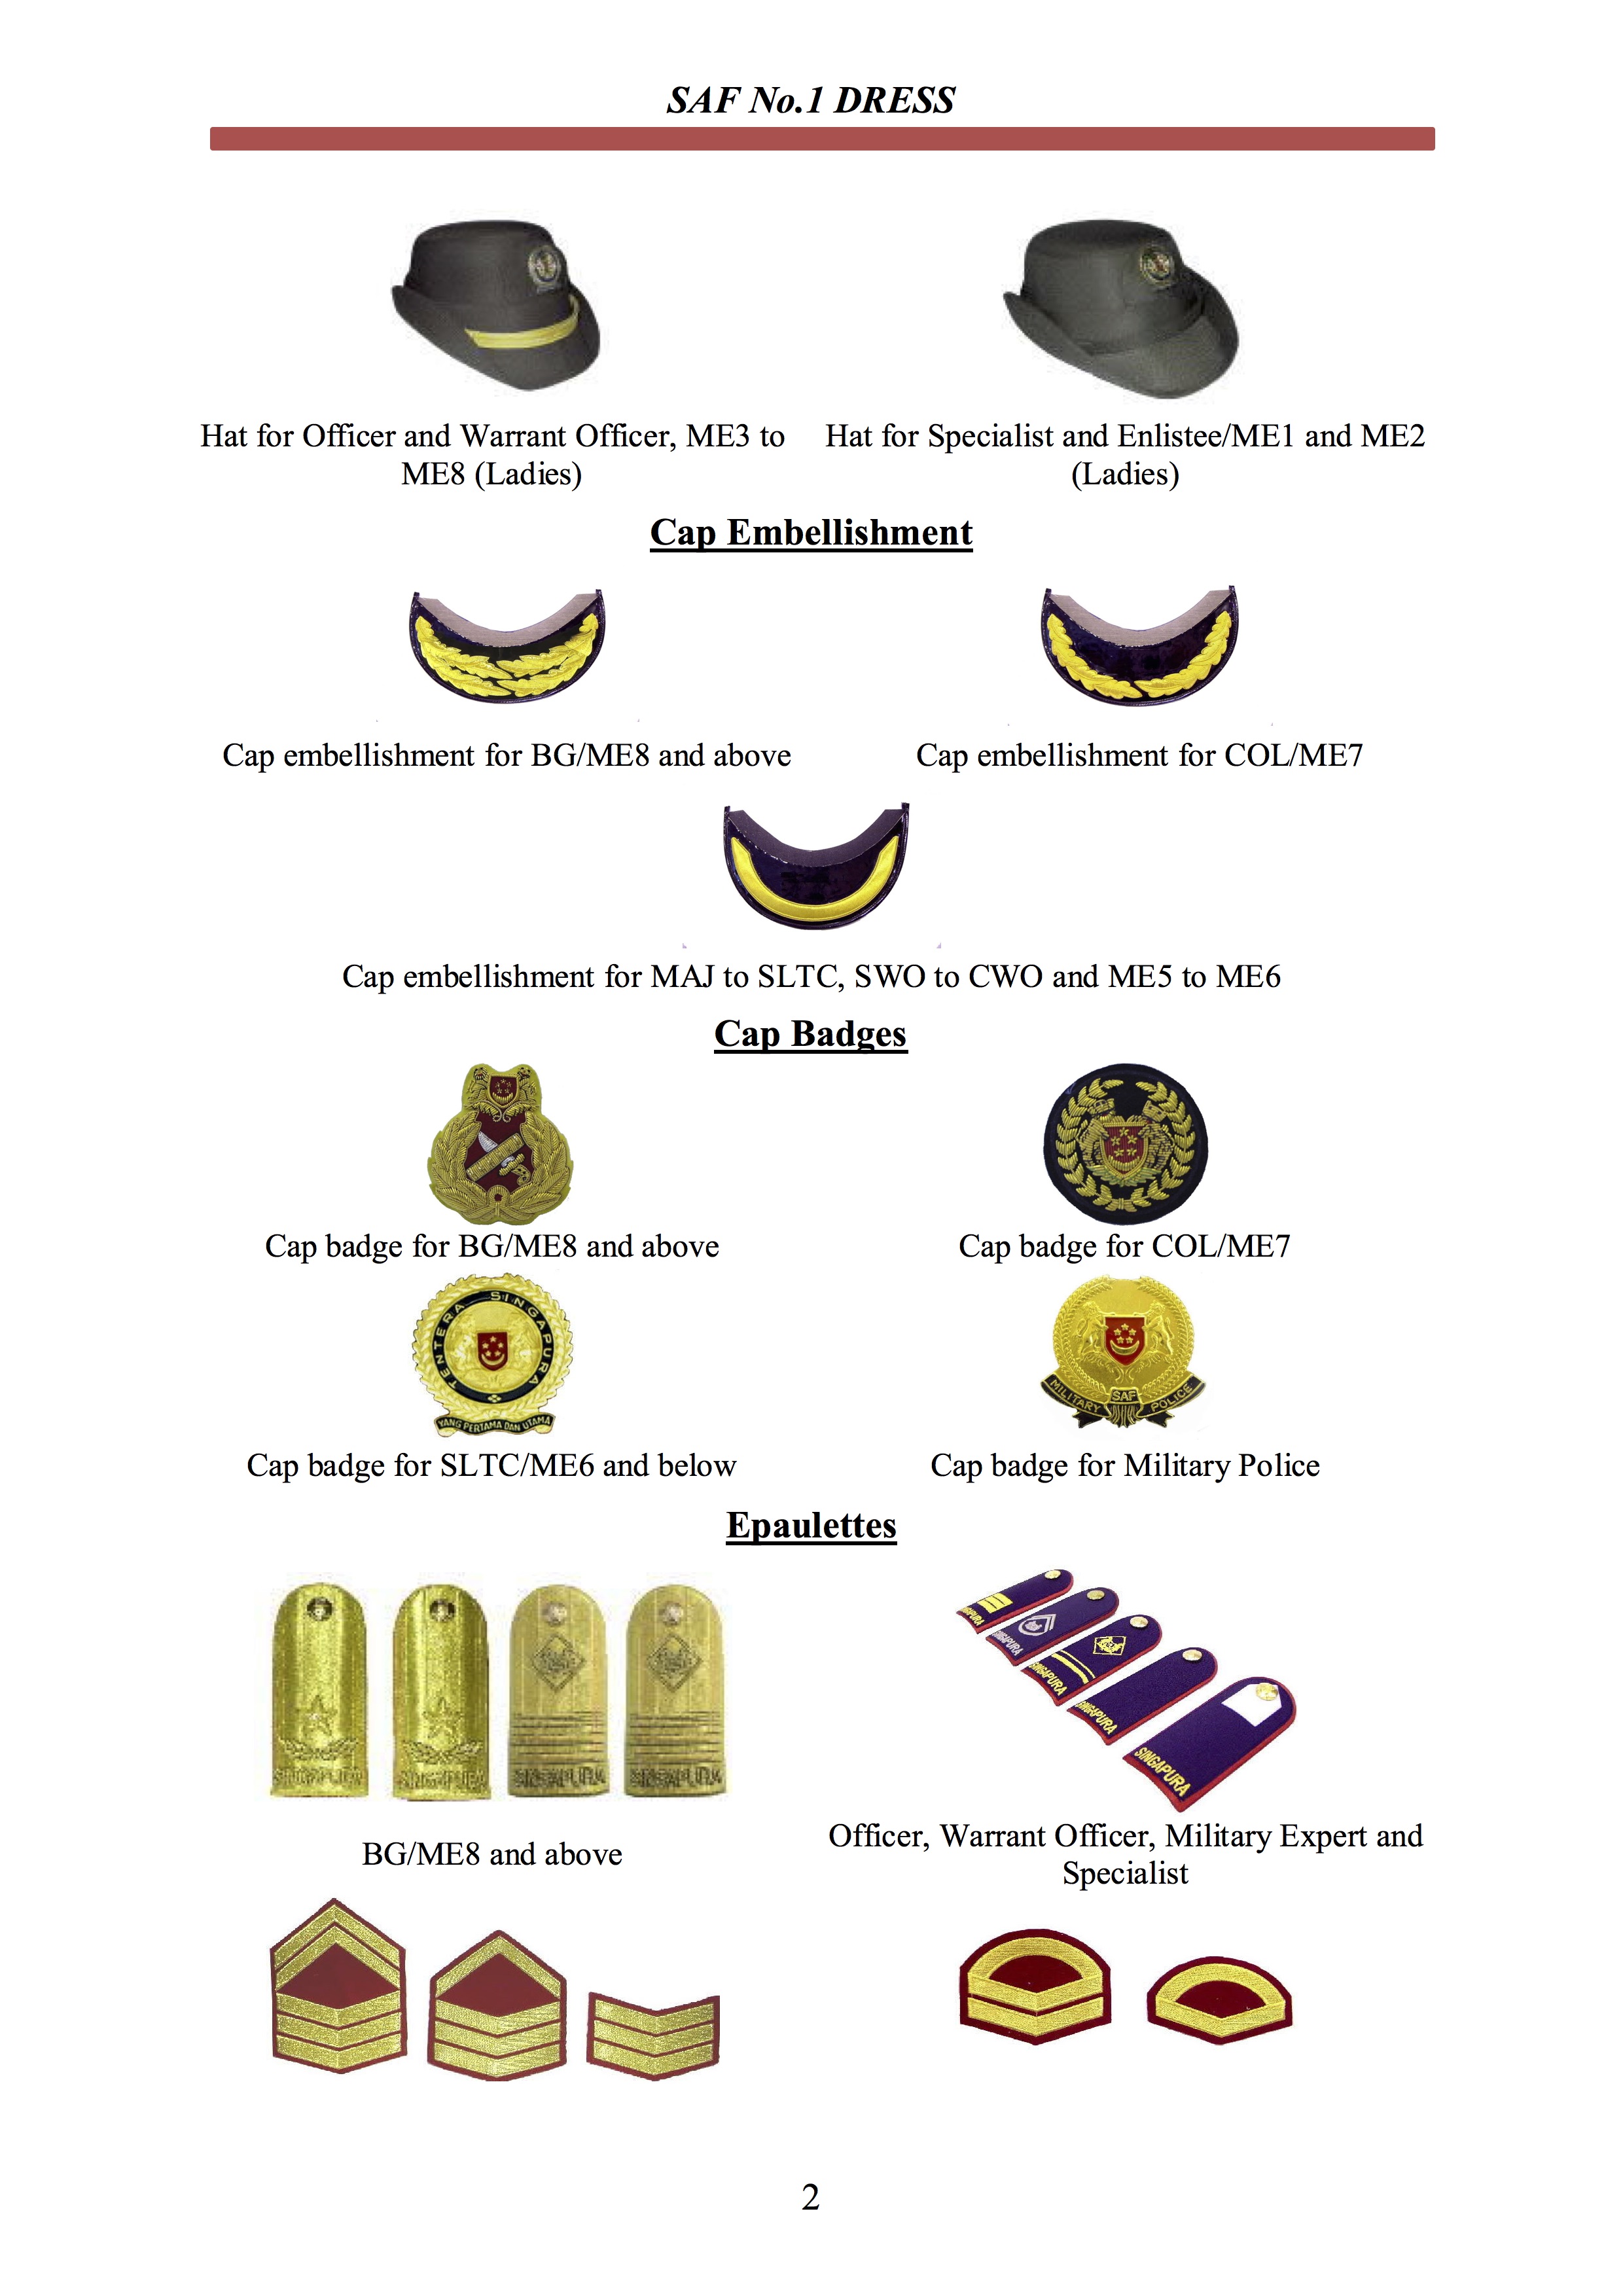 SAF No.1 DRESS
Hat for Officer and Warrant Officer, ME3 to
ME8 (Ladies)
Hat for Specialist and Enlistee/ME1 and ME2
(Ladies)
Cap Embellishment
Cap embellishment for BG/ME8 and above
Cap embellishment for COL/ME7
Cap embellishment for MAJ to SLTC, SWO to CWO and ME5 to ME6
Cap Badges
Cap badge for BG/ME8 and above
Cap badge for COL/ME7
TENTERA SINGAPURA
YANG PERTAMA DAN UTAMA
MILITARY SAF POLICE
Cap badge for SLTC/ME6 and below
Cap badge for Military Police
Epaulettes
SINGAPURA
SINGAPURA
SINGAPURA
SINGAPURA
SINGAPURA
SINGAPURA
SINGAPURA
SINGAPURA
SINGAPURA
BG/ME8 and above
Officer, Warrant Officer, Military Expert and
Specialist
2